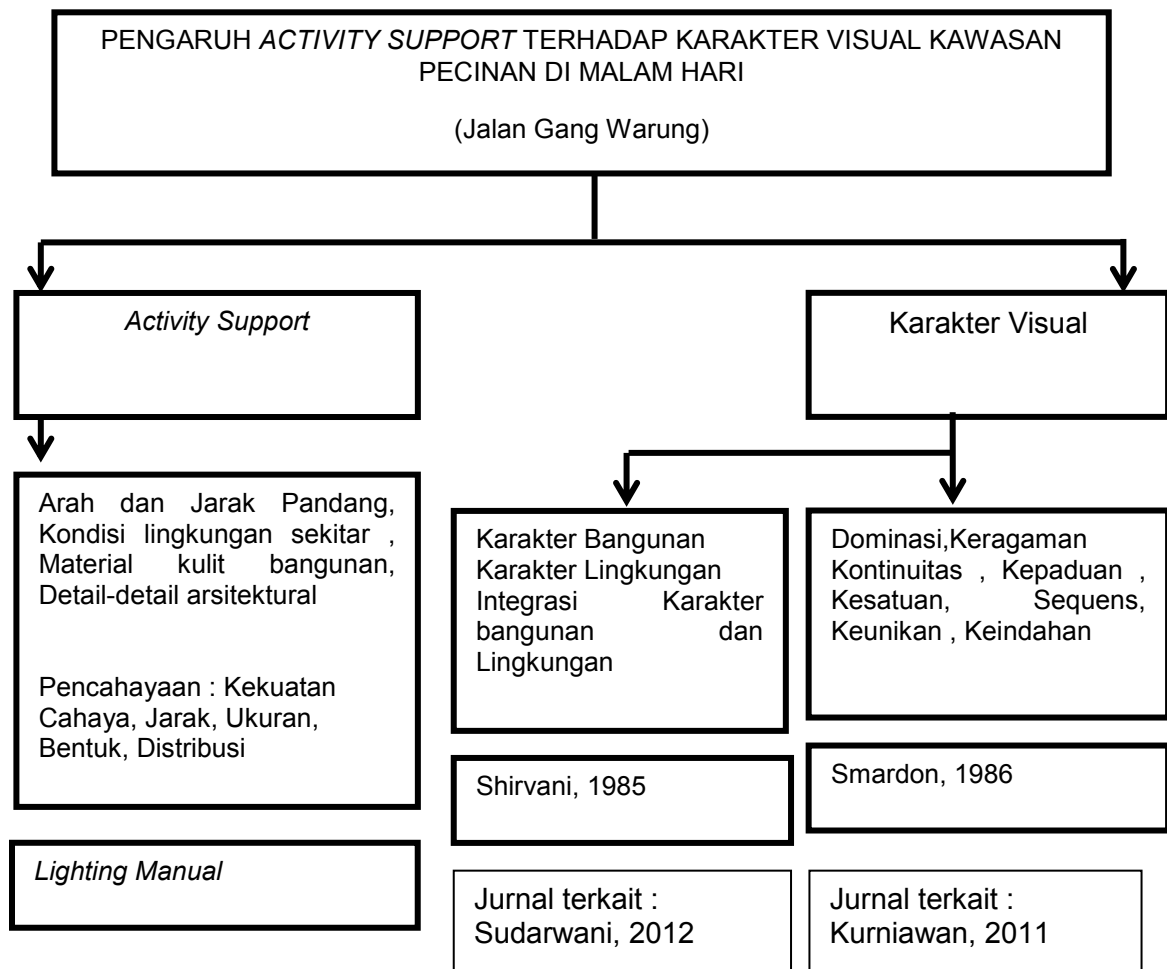 PENGARUH ACTIVITY SUPPORT TERHADAP KARAKTER VISUAL KAWASAN
PECINAN DI MALAM HARI
(Jalan Gang Warung)
Activity Support
Karakter Visual
Arah dan Jarak Pandang,
Kondisi lingkungan sekitar ,
Material kulit bangunan,
Detail-detail arsitektural
Pencahayaan : Kekuatan
Cahaya, Jarak, Ukuran,
Bentuk, Distribusi
Karakter Bangunan
Karakter Lingkungan
Integrasi Karakter
bangunan dan
Lingkungan
Dominasi,Keragaman
Kontinuitas , Kepaduan ,
Kesatuan, Sequens,
Keunikan , Keindahan
Shirvani, 1985
Smardon, 1986
Lighting Manual
Jurnal terkait :
Sudarwani, 2012
Jurnal terkait :
Kurniawan, 2011